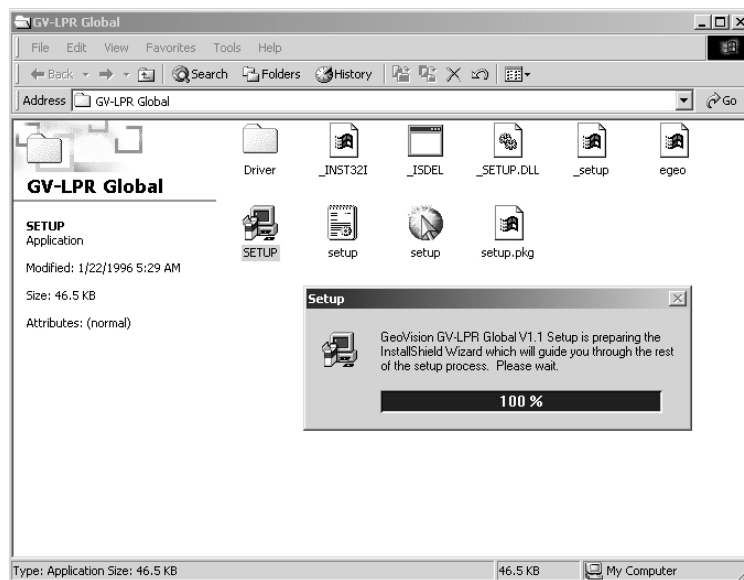 GV-LPR Global
File Edit View Favorites Tools Help
Back Search Folders History
Address GV-LPR Global Go
GV-LPR Global
SETUP
Application
Modified: 1/22/1996 5:29 AM
Size: 46.5 KB
Attributes: (normal)
Driver _INST32I _ISDEL _SETUP.DLL _setup egeo
SETUP setup setup setup.pkg
Setup
GeoVision GV-LPR Global V1.1 Setup is preparing the
InstallShield Wizard which will guide you through the rest
of the setup process. Please wait.
100 %
Type: Application Size: 46.5 KB 46.5 KB My Computer